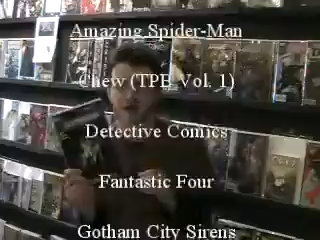 Amazing Spider-Man
Chew (TPB Vol. 1)
Detective Comics
Fantastic Four
Gotham City Sirens